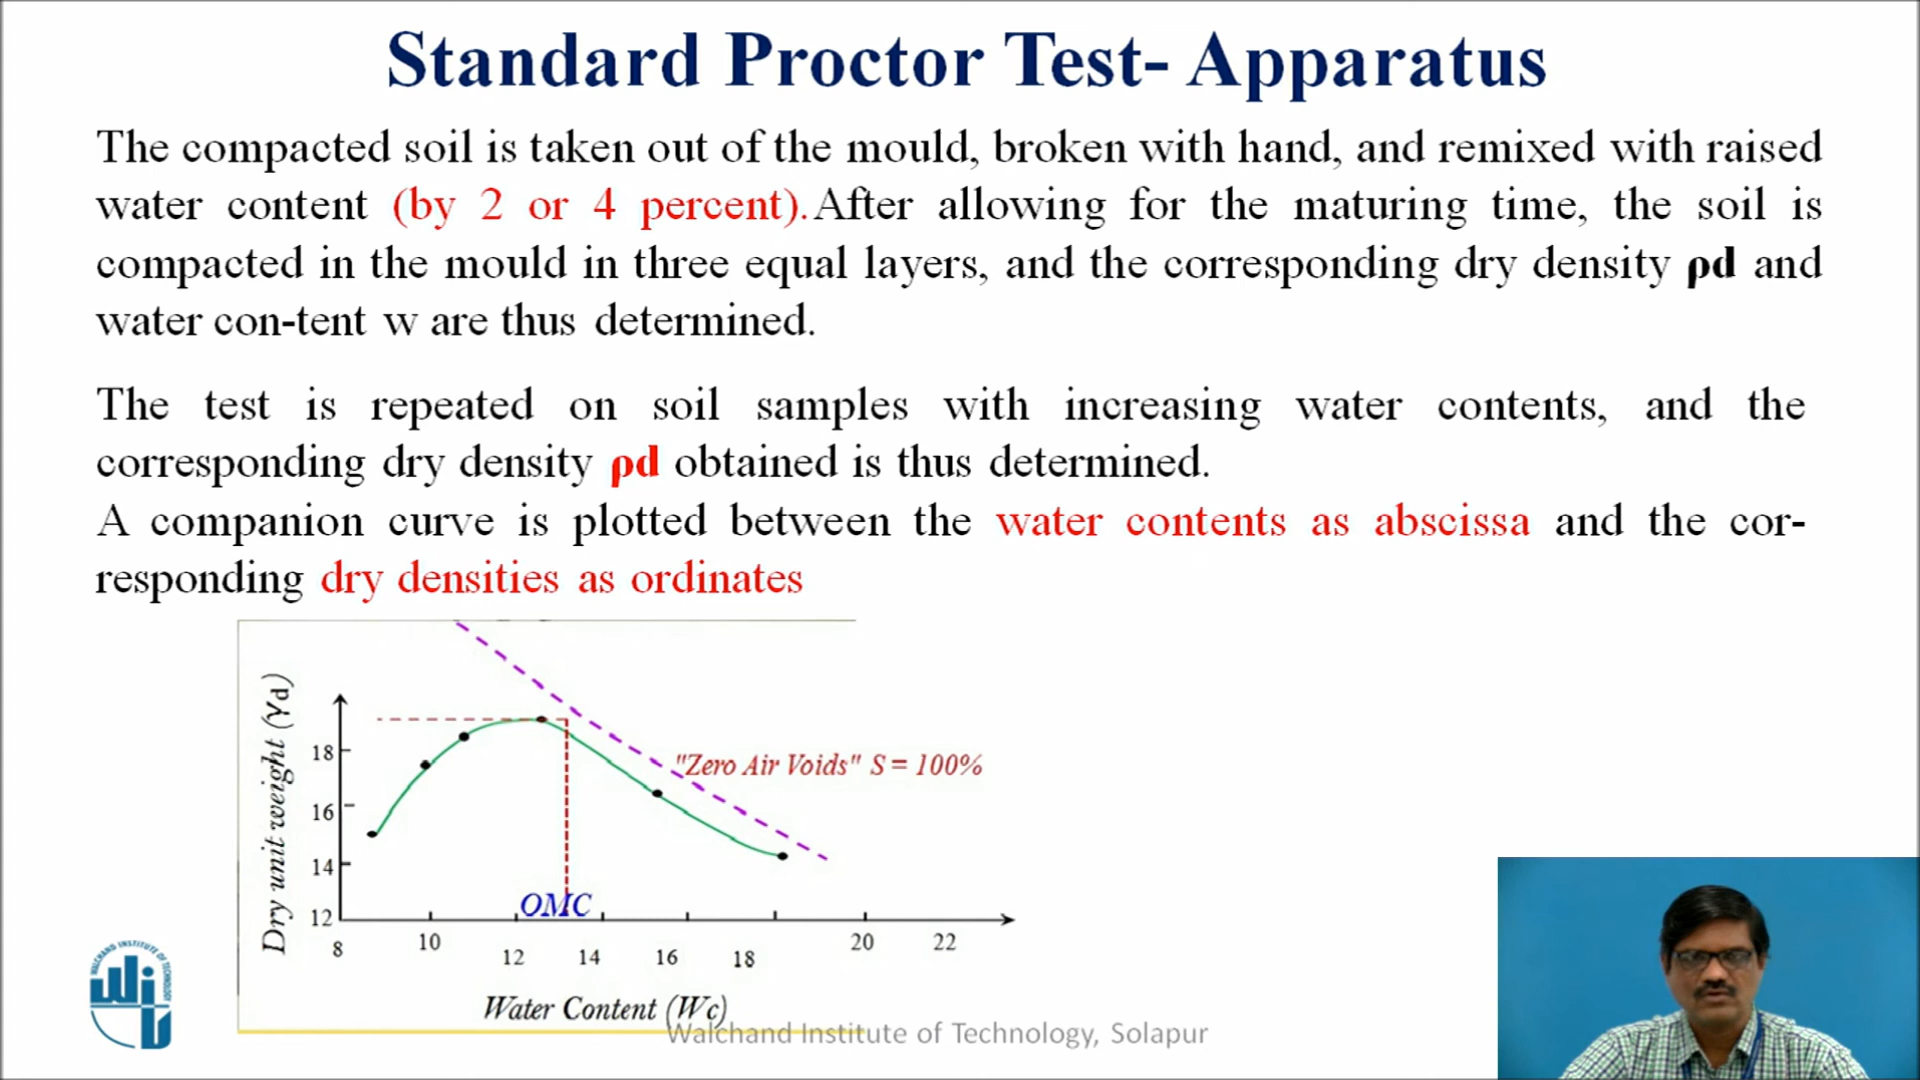 Standard Proctor Test- Apparatus
The compacted soil is taken out of the mould, broken with hand, and remixed with raised
water content (by 2 or 4 percent). After allowing for the maturing time, the soil is
compacted in the mould in three equal layers, and the corresponding dry density ρd and
water con-tent w are thus determined.
The test is repeated on soil samples with increasing water contents, and the
corresponding dry density ρd obtained is thus determined.
A companion curve is plotted between the water contents as abscissa and the cor-
responding dry densities as ordinates
Dry unit weight (γd)
18
16
14
12
"Zero Air Voids" S = 100%
OMC
8 10 12 14 16 18 20 22
Water Content (Wc)
WALCHAND INSTITUTE OF TECHNOLOGY
wit
Walchand Institute of Technology, Solapur